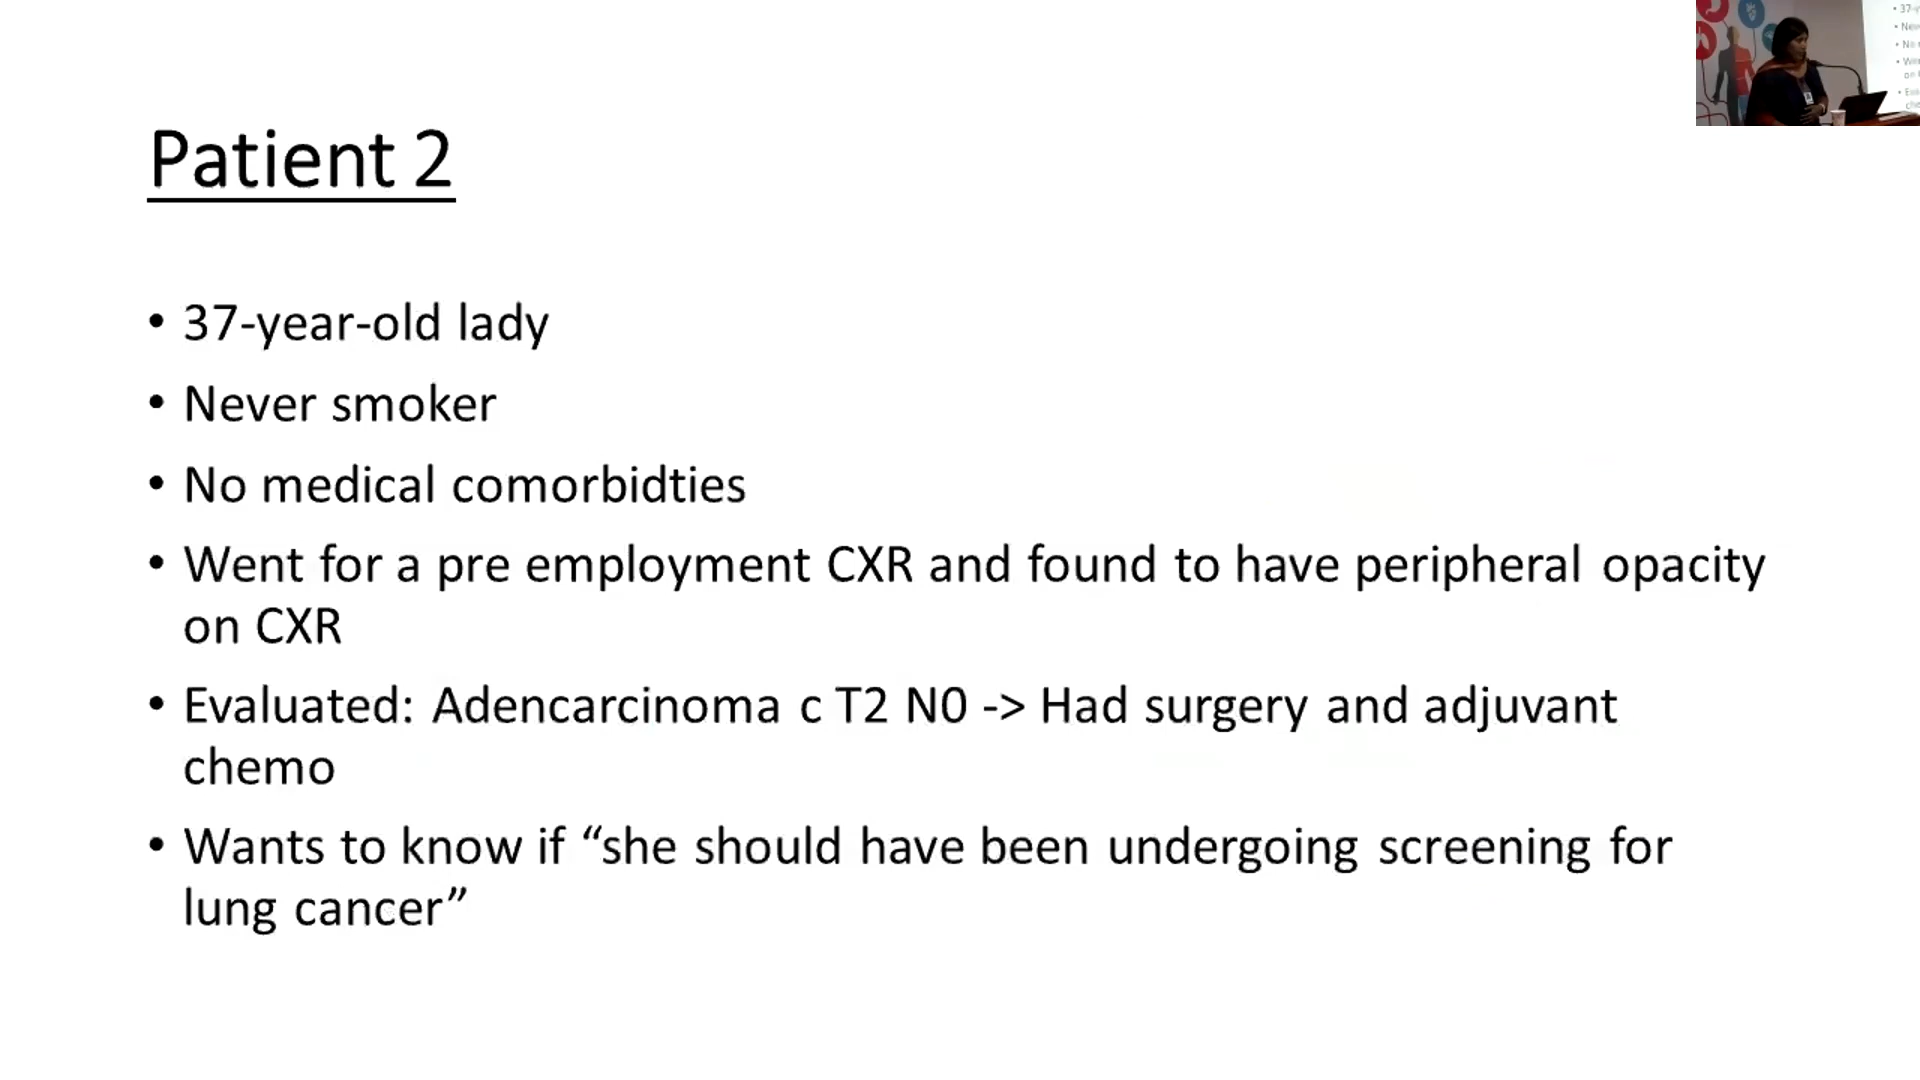 Patient 2
• 37-year-old lady
• Never smoker
• No medical comorbidties
• Went for a pre employment CXR and found to have peripheral opacity
on CXR
• Evaluated: Adencarcinoma c T2 N0 -> Had surgery and adjuvant
chemo
• Wants to know if “she should have been undergoing screening for
lung cancer”